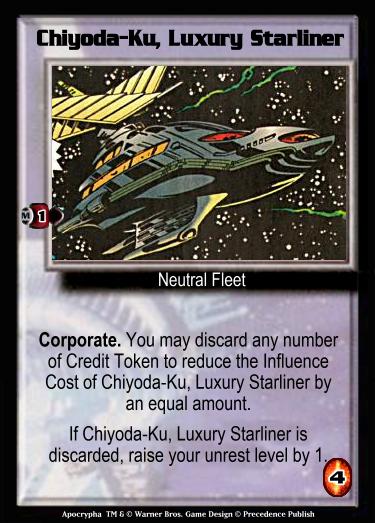 Chiyoda-Ku, Luxury Starliner
M 1
Neutral Fleet
Corporate. You may discard any number
of Credit Token to reduce the Influence
Cost of Chiyoda-Ku, Luxury Starliner by
an equal amount.
If Chiyoda-Ku, Luxury Starliner is
discarded, raise your unrest level by 1.
4
Apocrypha TM & © Warner Bros. Game Design © Precedence Publish